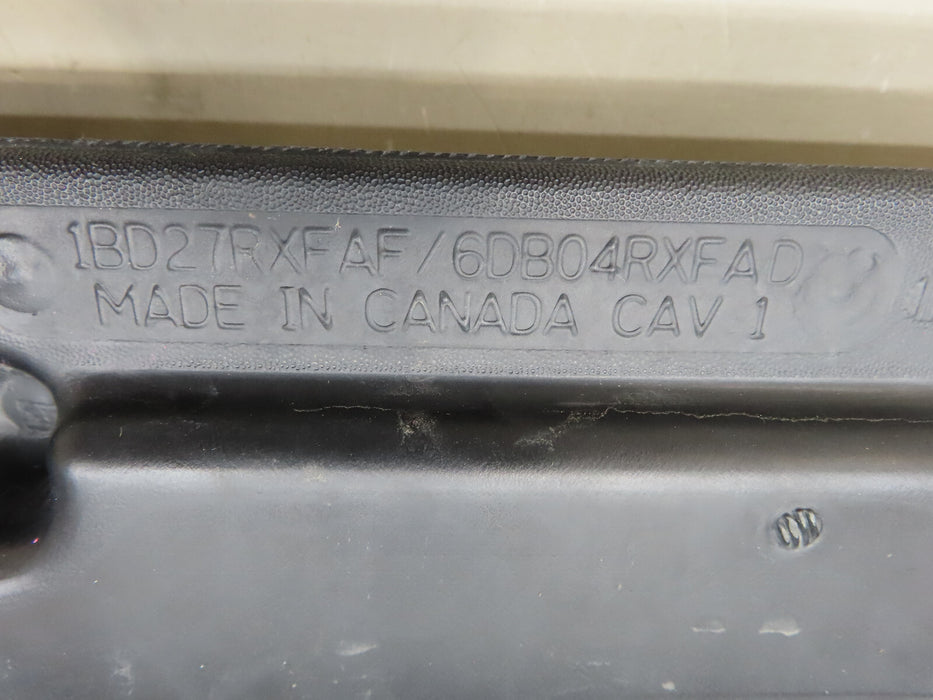 1BD27RXFAF/6DB04RXFAD
MADE IN CANADA CAV 1